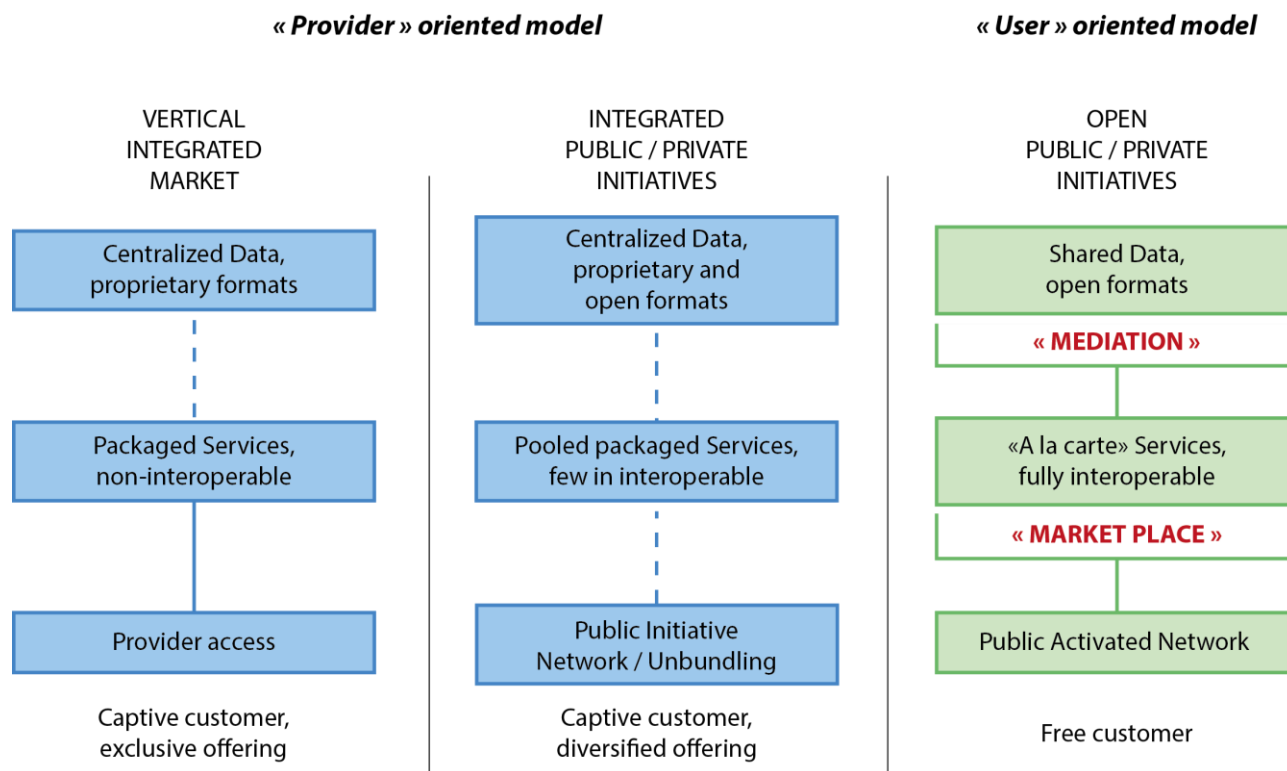 « Provider » oriented model
« User » oriented model
VERTICAL
INTEGRATED
MARKET
Centralized Data,
proprietary formats
Packaged Services,
non-interoperable
Provider access
Captive customer,
exclusive offering
INTEGRATED
PUBLIC / PRIVATE
INITIATIVES
Centralized Data,
proprietary and
open formats
Pooled packaged Services,
few in interoperable
Public Initiative
Network / Unbundling
Captive customer,
diversified offering
OPEN
PUBLIC / PRIVATE
INITIATIVES
Shared Data,
open formats
« MEDIATION »
«A la carte» Services,
fully interoperable
« MARKET PLACE »
Public Activated Network
Free customer